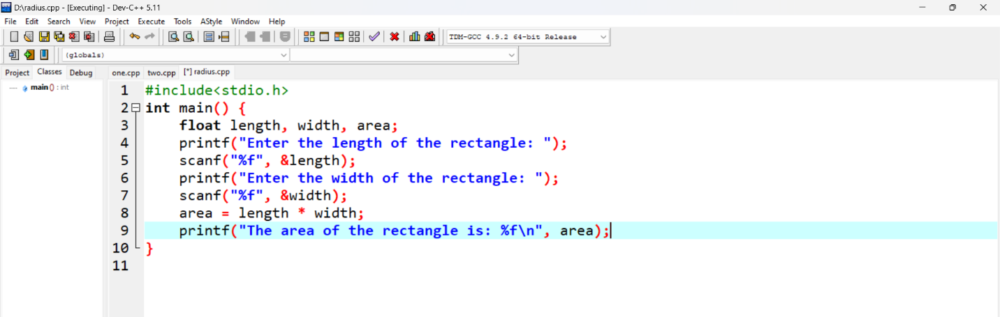 D:\radius.cpp - [Executing] - Dev-C++ 5.11
File Edit Search View Project Execute Tools AStyle Window Help
TDM-GCC 4.9.2 64-bit Release
(globals)
Project Classes Debug one.cpp two.cpp [*] radius.cpp
main () : int
1 #include<stdio.h>
2 int main() {
3 float length, width, area;
4 printf("Enter the length of the rectangle: ");
5 scanf("%f", &length);
6 printf("Enter the width of the rectangle: ");
7 scanf("%f", &width);
8 area = length * width;
9 printf("The area of the rectangle is: %f\n", area);
10 }
11